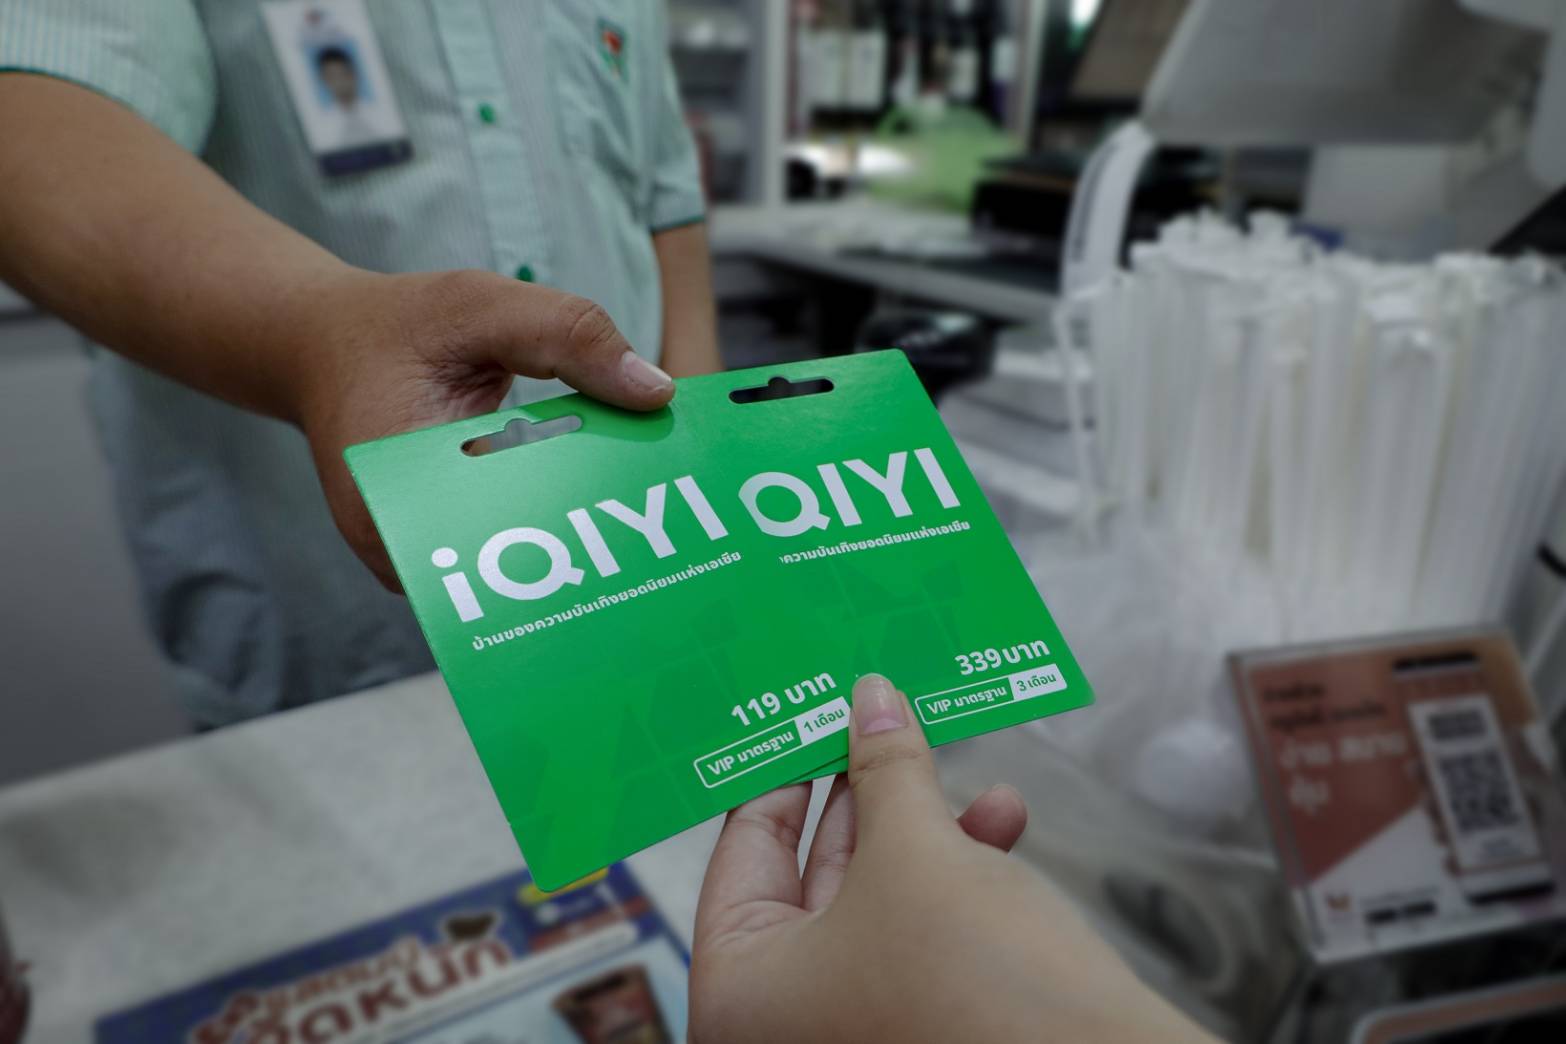 iQIYI
บ้านของความบันเทิงยอดนิยมแห่งเอเชีย
119 บาท
VIP มาตรฐาน 1 เดือน
QIYI
ความบันเทิงยอดนิยมแห่งเอเชีย
339 บาท
VIP มาตรฐาน 3 เดือน